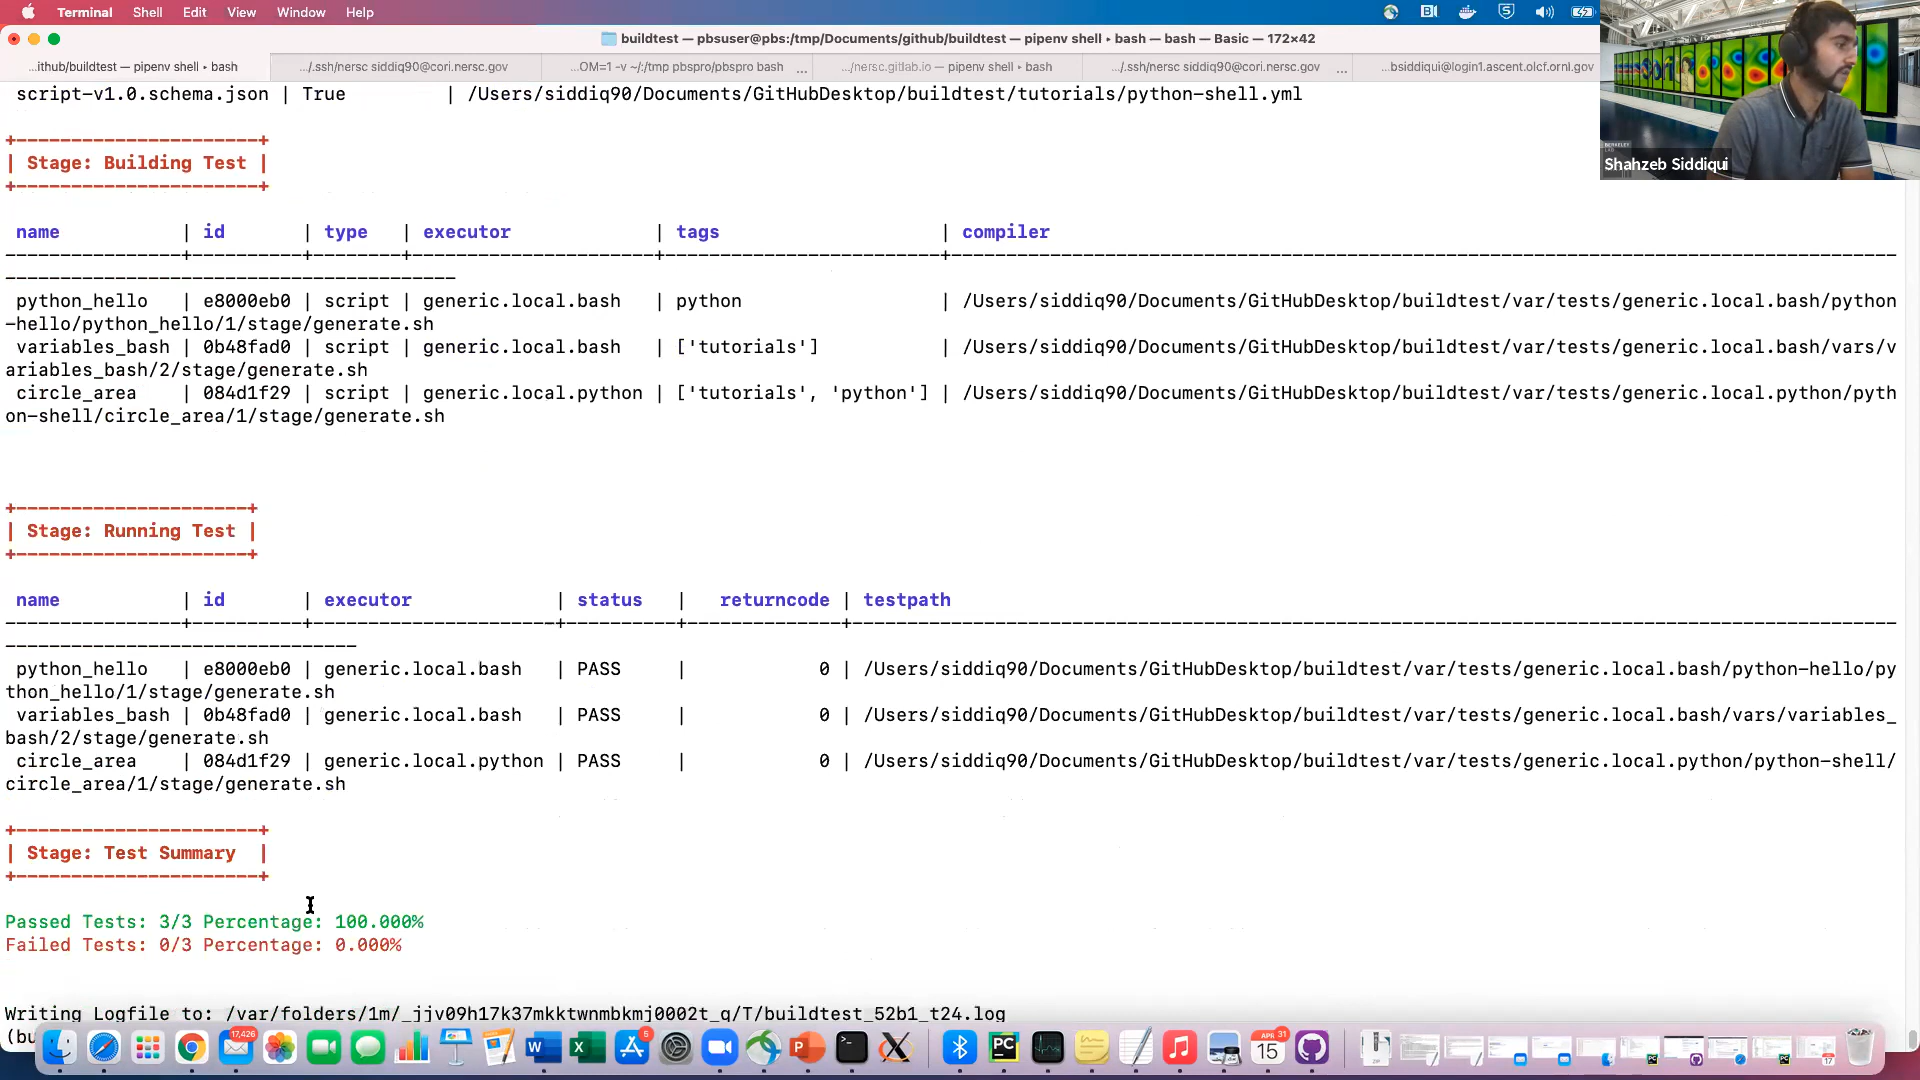 Terminal Shell Edit View Window Help
buildtest — pbsuser@pbs:/tmp/Documents/github/buildtest — pipenv shell ▸ bash — bash — Basic — 172×42
...ithub/buildtest — pipenv shell ▸ bash .../.ssh/nersc siddiq90@cori.nersc.gov ...OM=1 -v ~/:/tmp pbspro/pbspro bash ... .../nersc.gitlab.io — pipenv shell ▸ bash .../.ssh/nersc siddiq90@cori.nersc.gov ... ...bsiddiqui@login1.ascent.olcf.ornl.gov
script-v1.0.schema.json | True | /Users/siddiq90/Documents/GitHubDesktop/buildtest/tutorials/python-shell.yml
Shahzeb Siddiqui
+----------------------+
| Stage: Building Test |
+----------------------+
name | id | type | executor | tags | compiler
python_hello | e8000eb0 | script | generic.local.bash | python | /Users/siddiq90/Documents/GitHubDesktop/buildtest/var/tests/generic.local.bash/python
-hello/python_hello/1/stage/generate.sh
variables_bash | 0b48fad0 | script | generic.local.bash | ['tutorials'] | /Users/siddiq90/Documents/GitHubDesktop/buildtest/var/tests/generic.local.bash/vars/v
ariables_bash/2/stage/generate.sh
circle_area | 084d1f29 | script | generic.local.python | ['tutorials', 'python'] | /Users/siddiq90/Documents/GitHubDesktop/buildtest/var/tests/generic.local.python/pyth
on-shell/circle_area/1/stage/generate.sh
+----------------------+
| Stage: Running Test |
+----------------------+
name | id | executor | status | returncode | testpath
python_hello | e8000eb0 | generic.local.bash | PASS | 0 | /Users/siddiq90/Documents/GitHubDesktop/buildtest/var/tests/generic.local.bash/python-hello/py
thon_hello/1/stage/generate.sh
variables_bash | 0b48fad0 | generic.local.bash | PASS | 0 | /Users/siddiq90/Documents/GitHubDesktop/buildtest/var/tests/generic.local.bash/vars/variables_
bash/2/stage/generate.sh
circle_area | 084d1f29 | generic.local.python | PASS | 0 | /Users/siddiq90/Documents/GitHubDesktop/buildtest/var/tests/generic.local.python/python-shell/
circle_area/1/stage/generate.sh
+----------------------+
| Stage: Test Summary |
+----------------------+
Passed Tests: 3/3 Percentage: 100.000%
Failed Tests: 0/3 Percentage: 0.000%
Writing Logfile to: /var/folders/1m/_jjv09h17k37mkktwnmbkmj0002t_q/T/buildtest_52b1_t24.log
(bu
17,426
5
APR 31
15
17